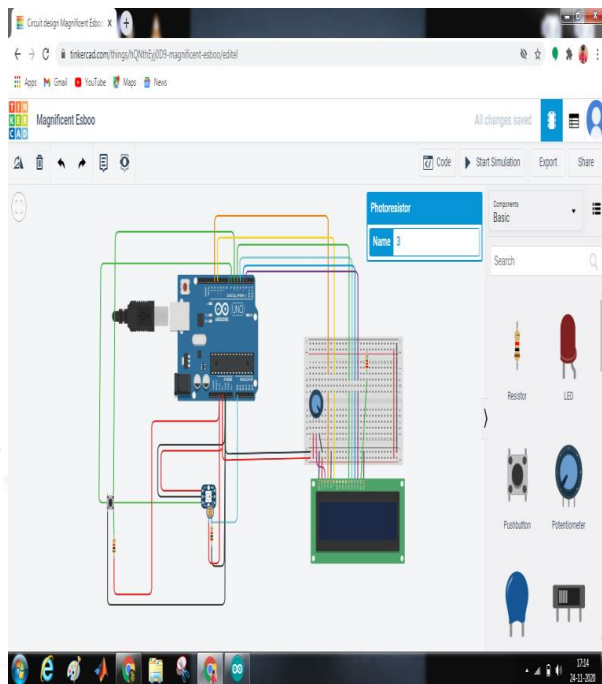 Circuit design Magnificent Esbo
tinkercad.com/things/hQNthEyj0D9-magnificent-esboo/editel
Apps Gmail YouTube Maps News
TIN
KER
CAD
Magnificent Esboo
All changes saved
Code Start Simulation Export Share
Photoresistor
Name 3
Components
Basic
Search
UNO
ARDUINO
Resistor LED
Pushbutton Potentiometer
17:14
24-11-2020